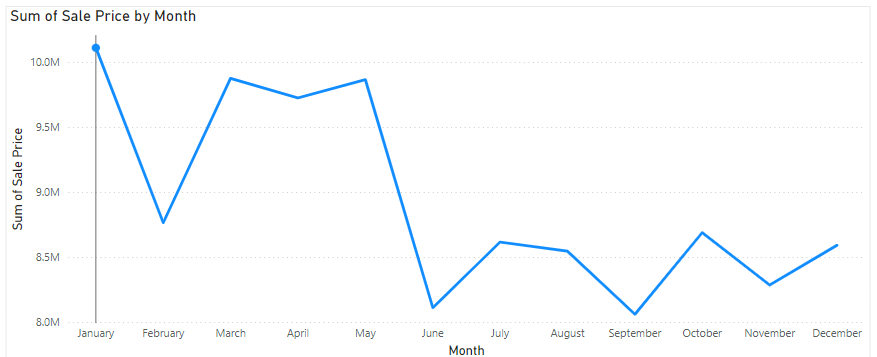 Sum of Sale Price by Month
Sum of Sale Price
10.0M
9.5M
9.0M
8.5M
8.0M
January February March April May June July August September October November December
Month